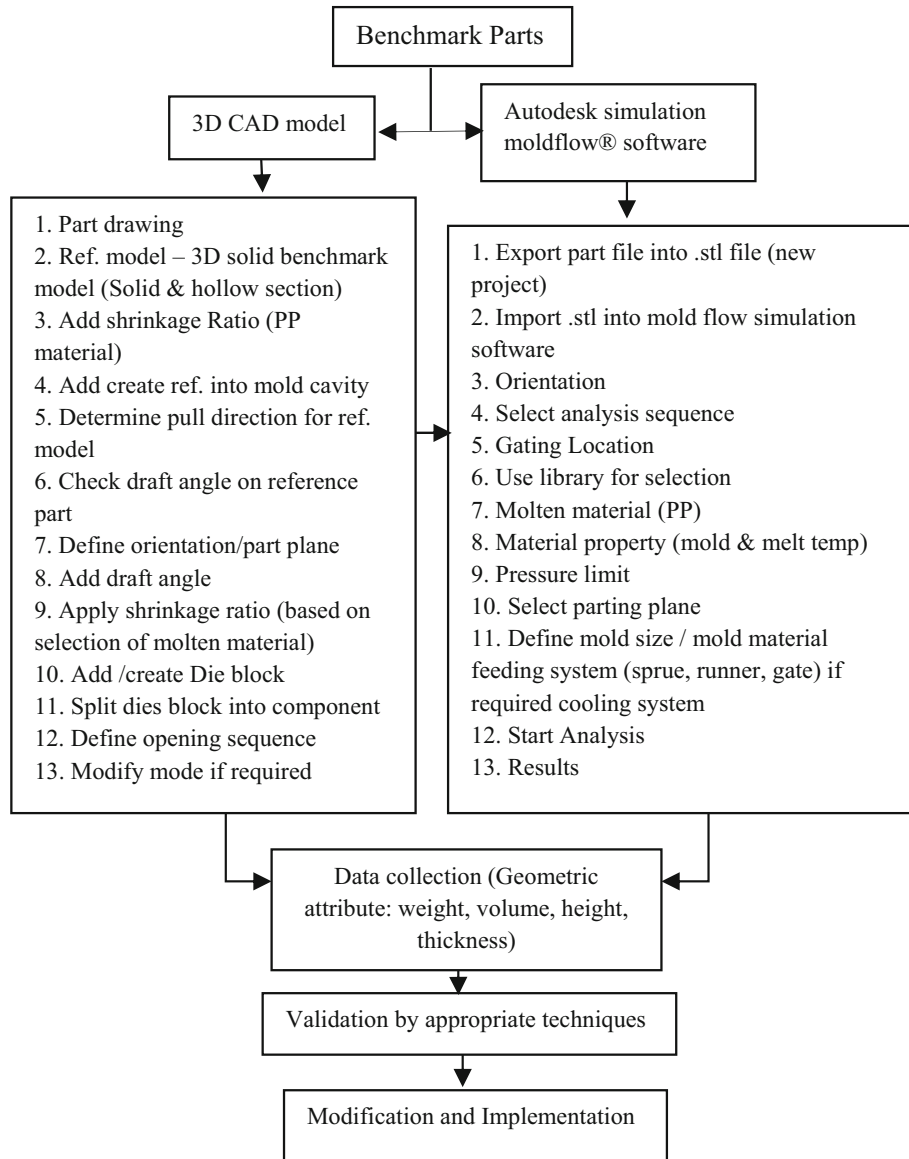 Benchmark Parts
3D CAD model
Autodesk simulation
moldflow® software
1. Part drawing
2. Ref. model – 3D solid benchmark
model (Solid & hollow section)
3. Add shrinkage Ratio (PP
material)
4. Add create ref. into mold cavity
5. Determine pull direction for ref.
model
6. Check draft angle on reference
part
7. Define orientation/part plane
8. Add draft angle
9. Apply shrinkage ratio (based on
selection of molten material)
10. Add /create Die block
11. Split dies block into component
12. Define opening sequence
13. Modify mode if required
1. Export part file into .stl file (new
project)
2. Import .stl into mold flow simulation
software
3. Orientation
4. Select analysis sequence
5. Gating Location
6. Use library for selection
7. Molten material (PP)
8. Material property (mold & melt temp)
9. Pressure limit
10. Select parting plane
11. Define mold size / mold material
feeding system (sprue, runner, gate) if
required cooling system
12. Start Analysis
13. Results
Data collection (Geometric
attribute: weight, volume, height,
thickness)
Validation by appropriate techniques
Modification and Implementation